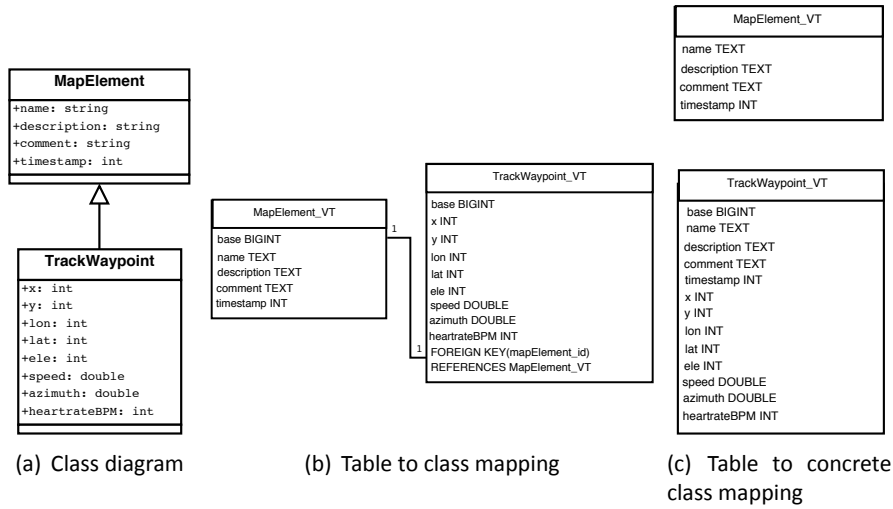 MapElement
+name: string
+description: string
+comment: string
+timestamp: int
TrackWaypoint
+x: int
+y: int
+lon: int
+lat: int
+ele: int
+speed: double
+azimuth: double
+heartrateBPM: int
(a) Class diagram
MapElement_VT
base BIGINT
name TEXT
description TEXT
comment TEXT
timestamp INT
1
1
TrackWaypoint_VT
base BIGINT
x INT
y INT
lon INT
lat INT
ele INT
speed DOUBLE
azimuth DOUBLE
heartrateBPM INT
FOREIGN KEY(mapElement_id)
REFERENCES MapElement_VT
(b) Table to class mapping
MapElement_VT
name TEXT
description TEXT
comment TEXT
timestamp INT
TrackWaypoint_VT
base BIGINT
name TEXT
description TEXT
comment TEXT
timestamp INT
x INT
y INT
lon INT
lat INT
ele INT
speed DOUBLE
azimuth DOUBLE
heartrateBPM INT
(c) Table to concrete
class mapping